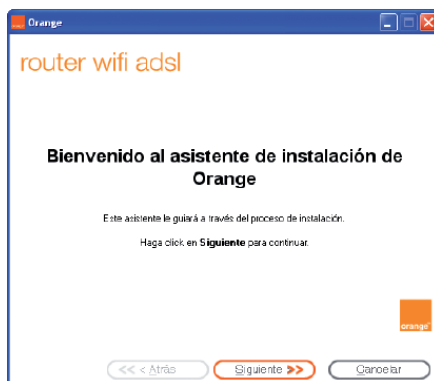 Orange
router wifi adsl
Bienvenido al asistente de instalación de
Orange
Este asistente le guiará a través del proceso de instalación.
Haga click en Siguiente para continuar.
orange
<< < Atrás
Siguiente >>
Cancelar